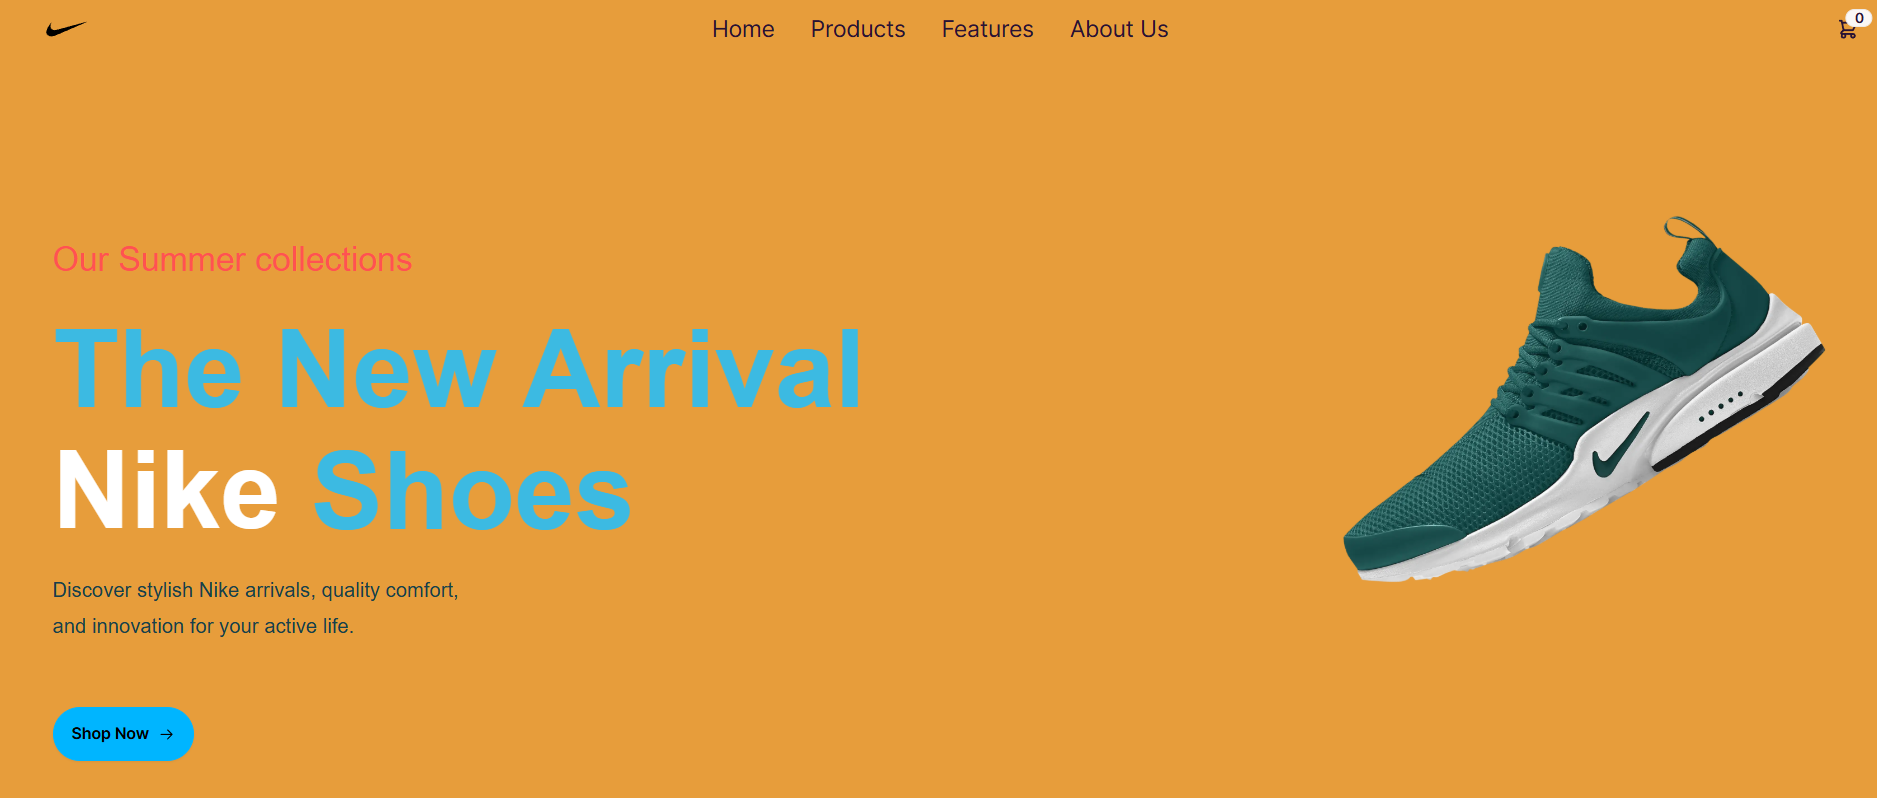 Home Products Features About Us
0
Our Summer collections
The New Arrival
Nike Shoes
Discover stylish Nike arrivals, quality comfort,
and innovation for your active life.
Shop Now →